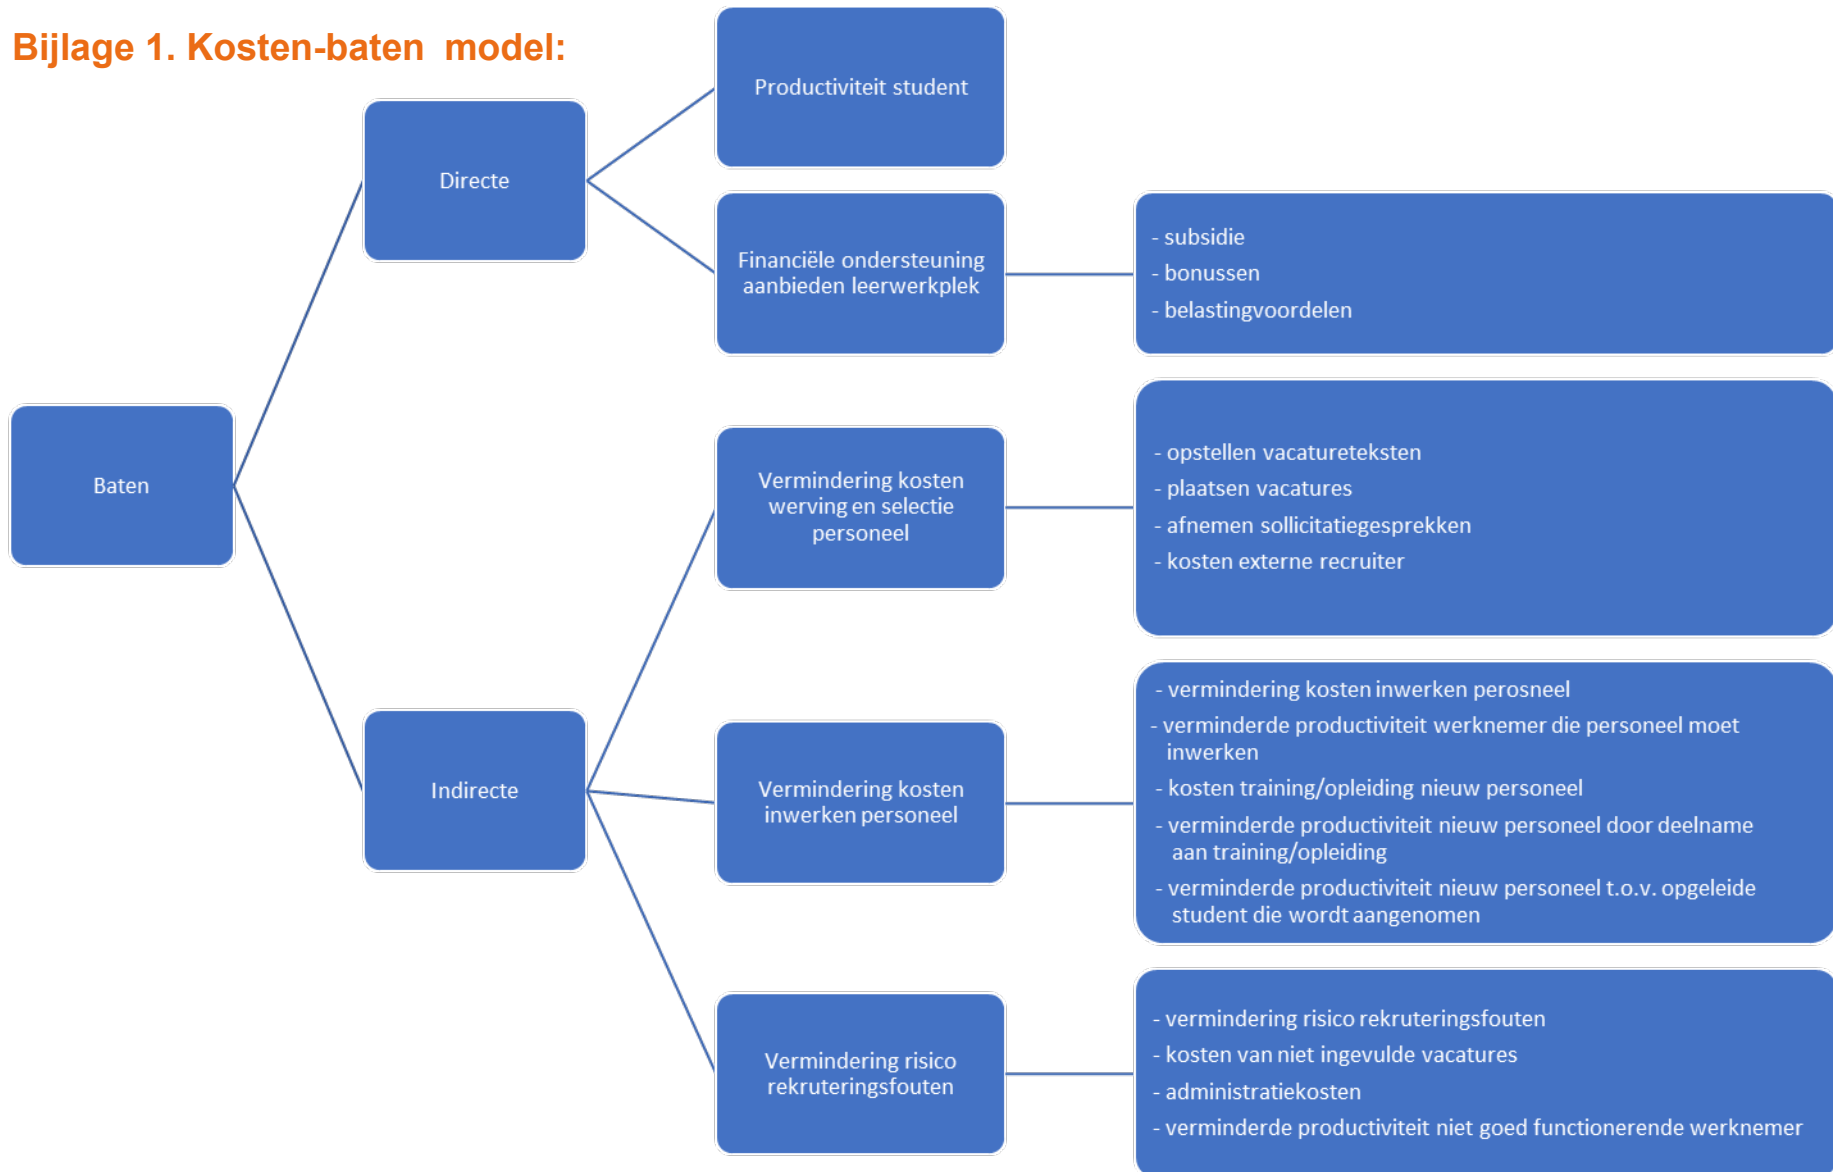 Bijlage 1. Kosten-baten  model:
Baten
Directe
Productiviteit student
Financiële ondersteuning
aanbieden leerwerkplek
- subsidie
- bonussen
- belastingvoordelen
Indirecte
Vermindering kosten
werving en selectie
personeel
- opstellen vacatureteksten
- plaatsen vacatures
- afnemen sollicitatiegesprekken
- kosten externe recruiter
Vermindering kosten
inwerken personeel
- vermindering kosten inwerken perosneel
- verminderde productiviteit werknemer die personeel moet
inwerken
- kosten training/opleiding nieuw personeel
- verminderde productiviteit nieuw personeel door deelname
aan training/opleiding
- verminderde productiviteit nieuw personeel t.o.v. opgeleide
student die wordt aangenomen
Vermindering risico
rekruteringsfouten
- vermindering risico rekruteringsfouten
- kosten van niet ingevulde vacatures
- administratiekosten
- verminderde productiviteit niet goed functionerende werknemer